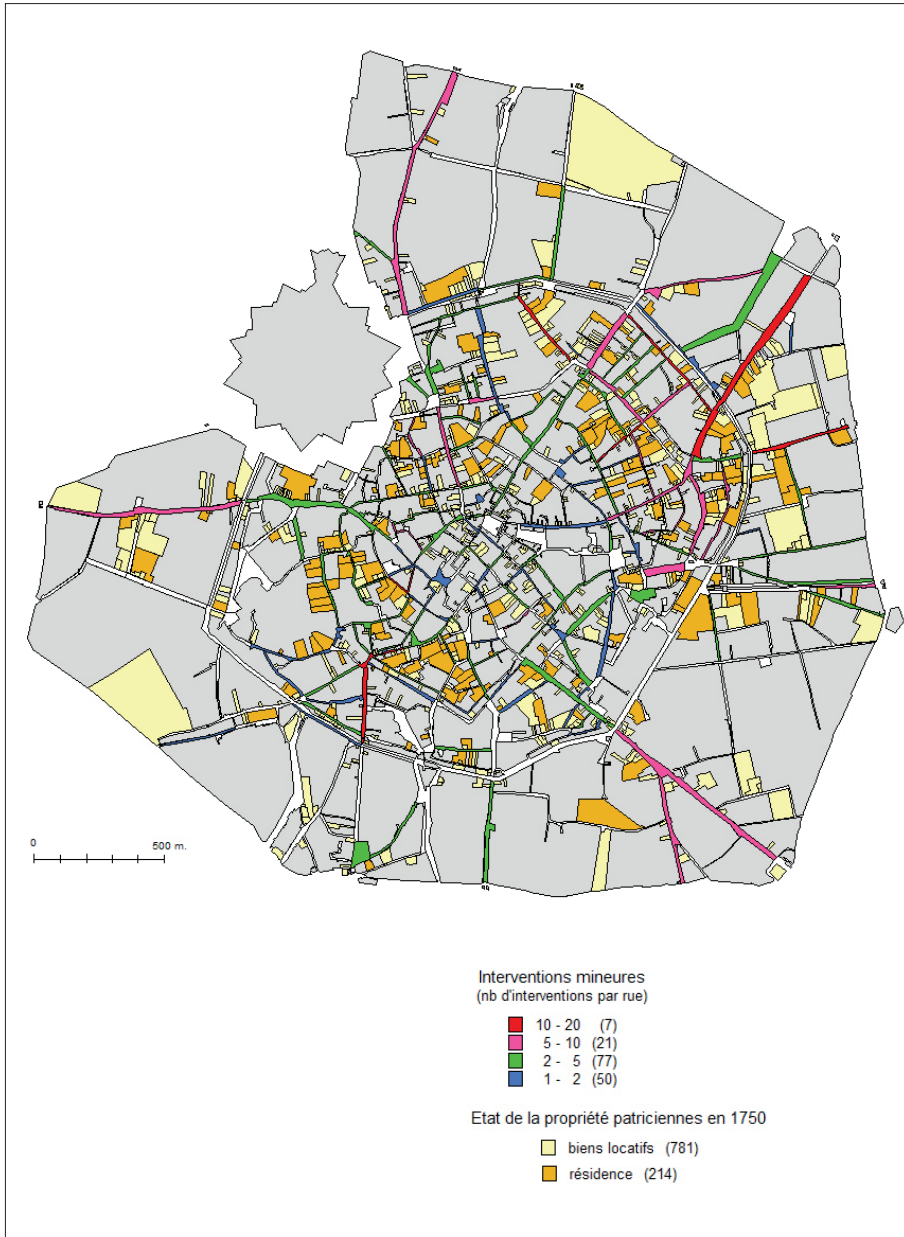 0
500 m.
Interventions mineures
(nb d'interventions par rue)
10 - 20 (7)
5 - 10 (21)
2 - 5 (77)
1 - 2 (50)
Etat de la propriété patriciennes en 1750
biens locatifs (781)
résidence (214)